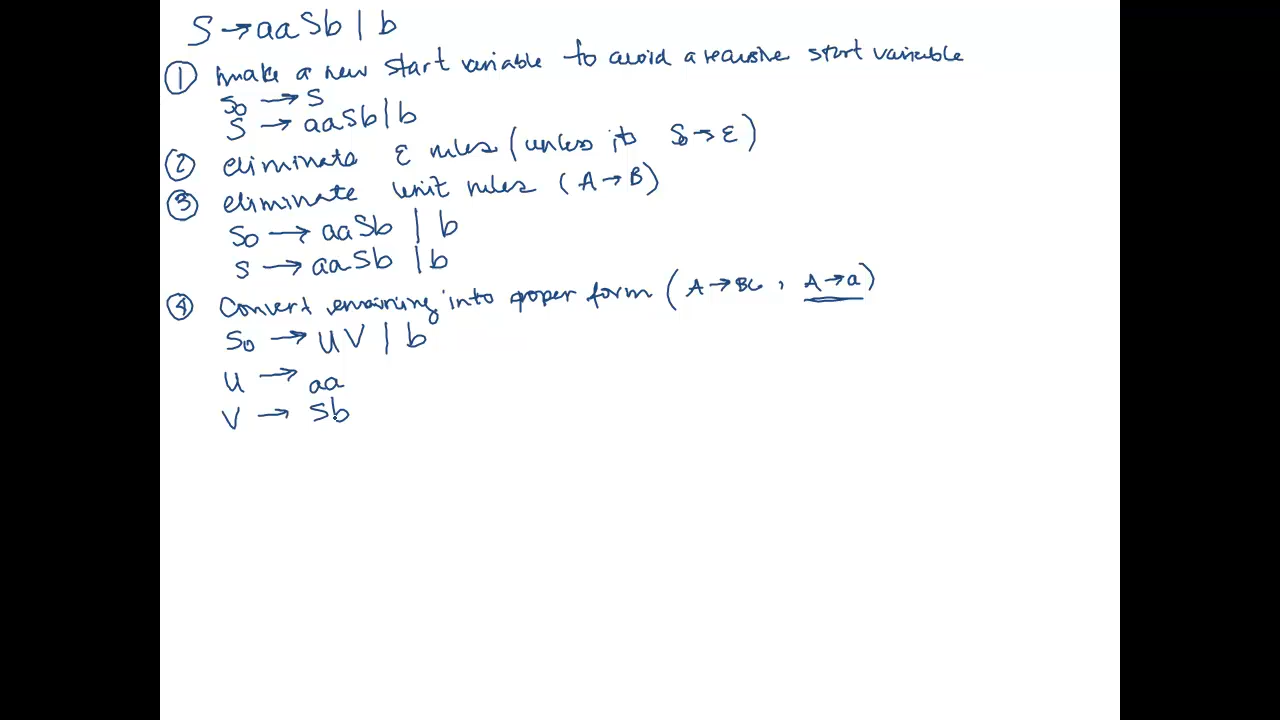 S → aaSb | b
① make a new start variable to avoid a recursive start variable
S₀ → S
S → aaSb | b
② eliminate ε rules (unless its S₀ → ε)
③ eliminate unit rules (A → B)
S₀ → aaSb | b
S → aaSb | b
④ Convert remaining into proper form (A → BC, A → a)
S₀ → UV | b
U → aa
V → Sb